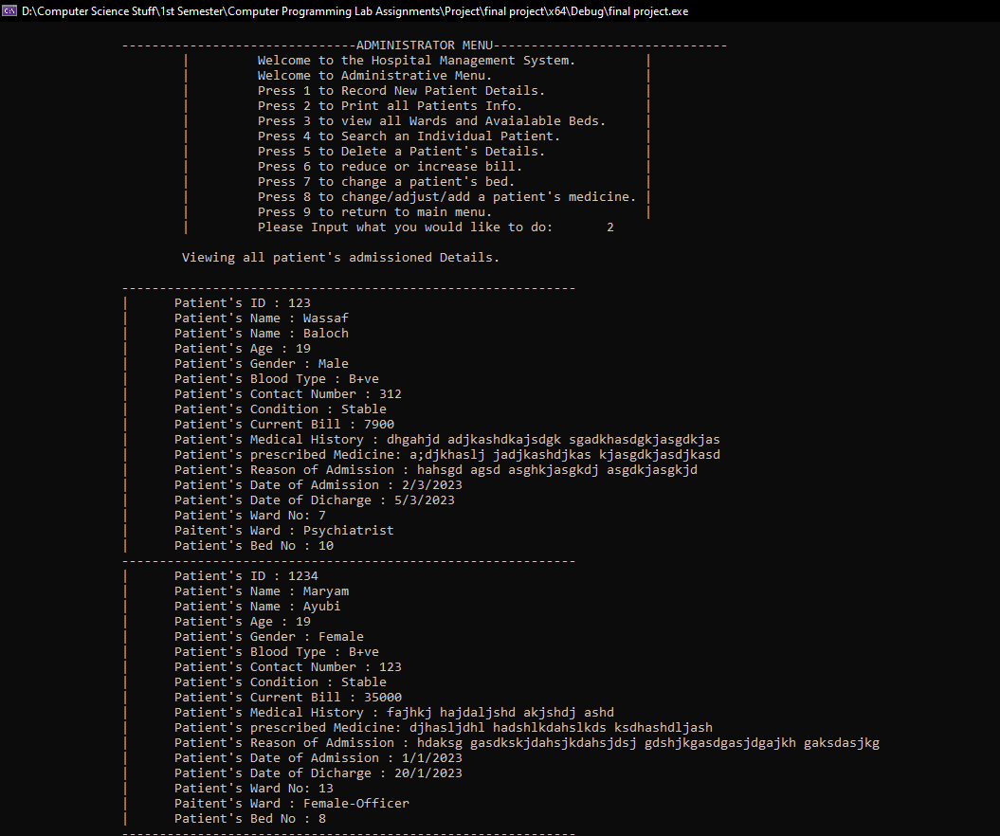 D:\Computer Science Stuff\1st Semester\Computer Programming Lab Assignments\Project\final project\x64\Debug\final project.exe
-------------------------------ADMINISTRATOR MENU-------------------------------
| Welcome to the Hospital Management System. |
| Welcome to Administrative Menu. |
| Press 1 to Record New Patient Details. |
| Press 2 to Print all Patients Info. |
| Press 3 to view all Wards and Avaialable Beds. |
| Press 4 to Search an Individual Patient. |
| Press 5 to Delete a Patient's Details. |
| Press 6 to reduce or increase bill. |
| Press 7 to change a patient's bed. |
| Press 8 to change/adjust/add a patient's medicine. |
| Press 9 to return to main menu. |
| Please Input what you would like to do: 2
Viewing all patient's admissioned Details.
------------------------------------------------------------
| Patient's ID : 123
| Patient's Name : Wassaf
| Patient's Name : Baloch
| Patient's Age : 19
| Patient's Gender : Male
| Patient's Blood Type : B+ve
| Patient's Contact Number : 312
| Patient's Condition : Stable
| Patient's Current Bill : 7900
| Patient's Medical History : dhgahjd adjkashdkajsdgk sgadkhasdgkjasgdkjas
| Patient's prescribed Medicine: a;djkhaslj jadjkashdjkas kjasgdkjasdjkasd
| Patient's Reason of Admission : hahsgd agsd asghkjasgkdj asgdkjasgkjd
| Patient's Date of Admission : 2/3/2023
| Patient's Date of Dicharge : 5/3/2023
| Patient's Ward No: 7
| Paitent's Ward : Psychiatrist
| Patient's Bed No : 10
------------------------------------------------------------
| Patient's ID : 1234
| Patient's Name : Maryam
| Patient's Name : Ayubi
| Patient's Age : 19
| Patient's Gender : Female
| Patient's Blood Type : B+ve
| Patient's Contact Number : 123
| Patient's Condition : Stable
| Patient's Current Bill : 35000
| Patient's Medical History : fajhkj hajdaljshd akjshdj ashd
| Patient's prescribed Medicine: djhasljdhl hadshlkdahslkds ksdhashdljash
| Patient's Reason of Admission : hdaksg gasdkskjdahsjkdahsjdsj gdshjkgasdgasjdgajkh gaksdasjkg
| Patient's Date of Admission : 1/1/2023
| Patient's Date of Dicharge : 20/1/2023
| Patient's Ward No: 13
| Paitent's Ward : Female-Officer
| Patient's Bed No : 8
------------------------------------------------------------